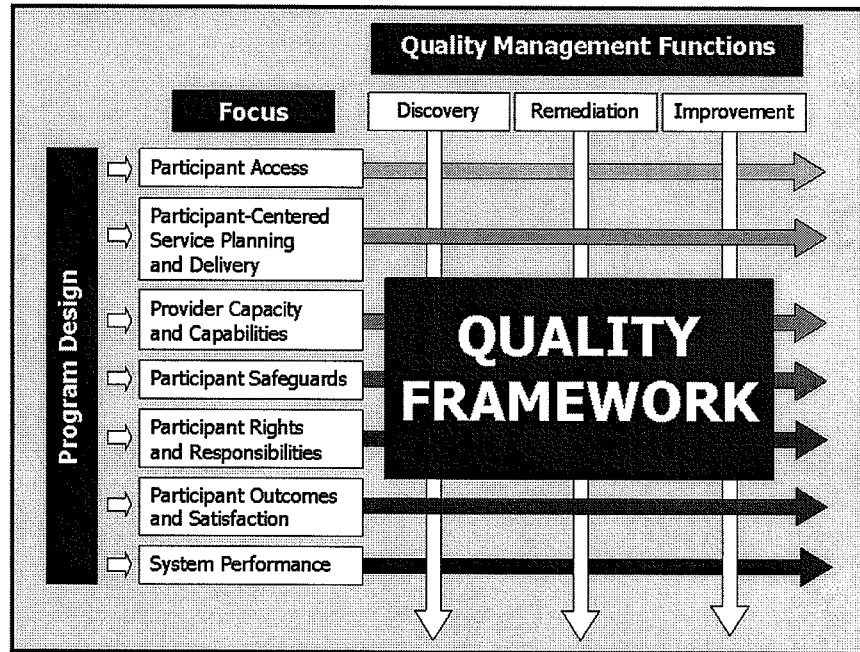 Quality Management Functions
Focus
Discovery
Remediation
Improvement
Program Design
Participant Access
Participant-Centered
Service Planning
and Delivery
Provider Capacity
and Capabilities
Participant Safeguards
Participant Rights
and Responsibilities
Participant Outcomes
and Satisfaction
System Performance
QUALITY
FRAMEWORK